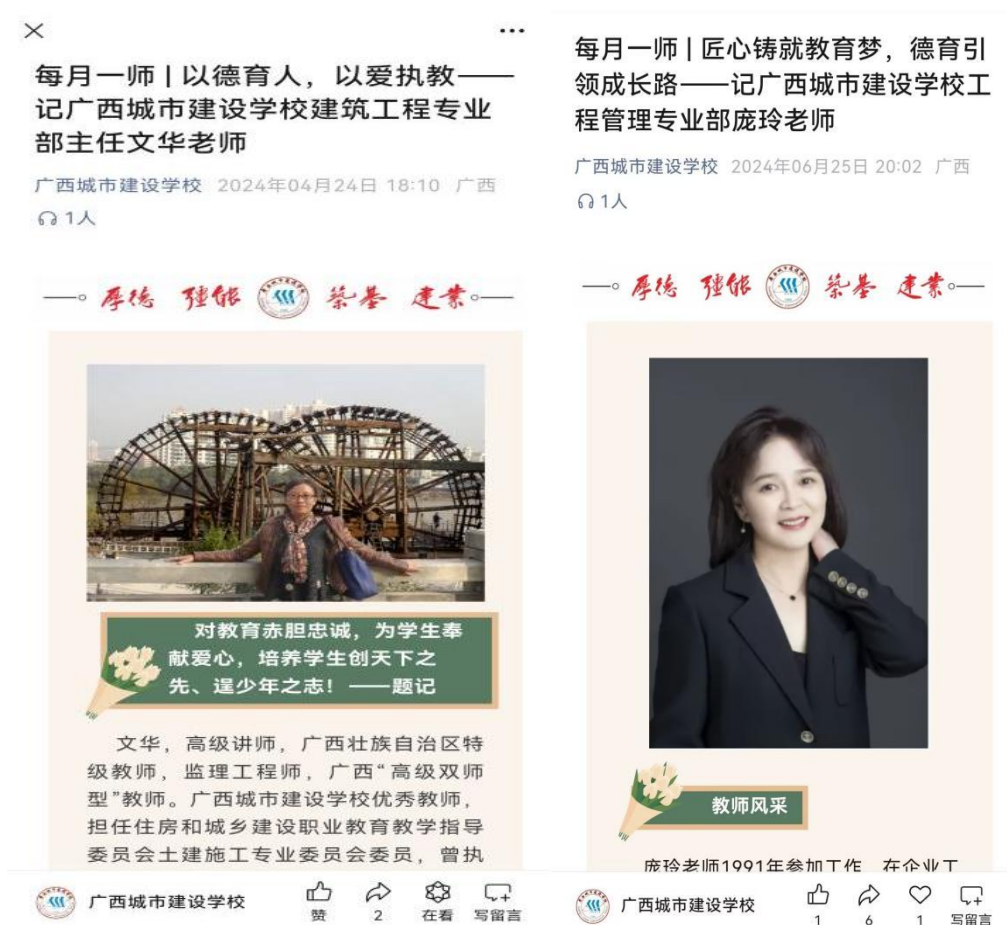 每月一师 | 以德育人，以爱执教——
记广西城市建设学校建筑工程专业
部主任文华老师
广西城市建设学校 2024年04月24日 18:10 广西
1人
厚德 强能 筑基 建业
对教育赤胆忠诚，为学生奉
献爱心，培养学生创天下之
先、逞少年之志！——题记
文华，高级讲师，广西壮族自治区特
级教师，监理工程师，广西“高级双师
型”教师。广西城市建设学校优秀教师，
担任住房和城乡建设职业教育教学指导
委员会土建施工专业委员会委员，曾执
广西城市建设学校
赞
2
在看
写留言
每月一师 | 匠心铸就教育梦，德育引
领成长路——记广西城市建设学校工
程管理专业部庞玲老师
广西城市建设学校 2024年06月25日 20:02 广西
1人
厚德 强能 筑基 建业
教师风采
庞玲老师1991年参加工作，在企业工
广西城市建设学校
1
6
1
写留言